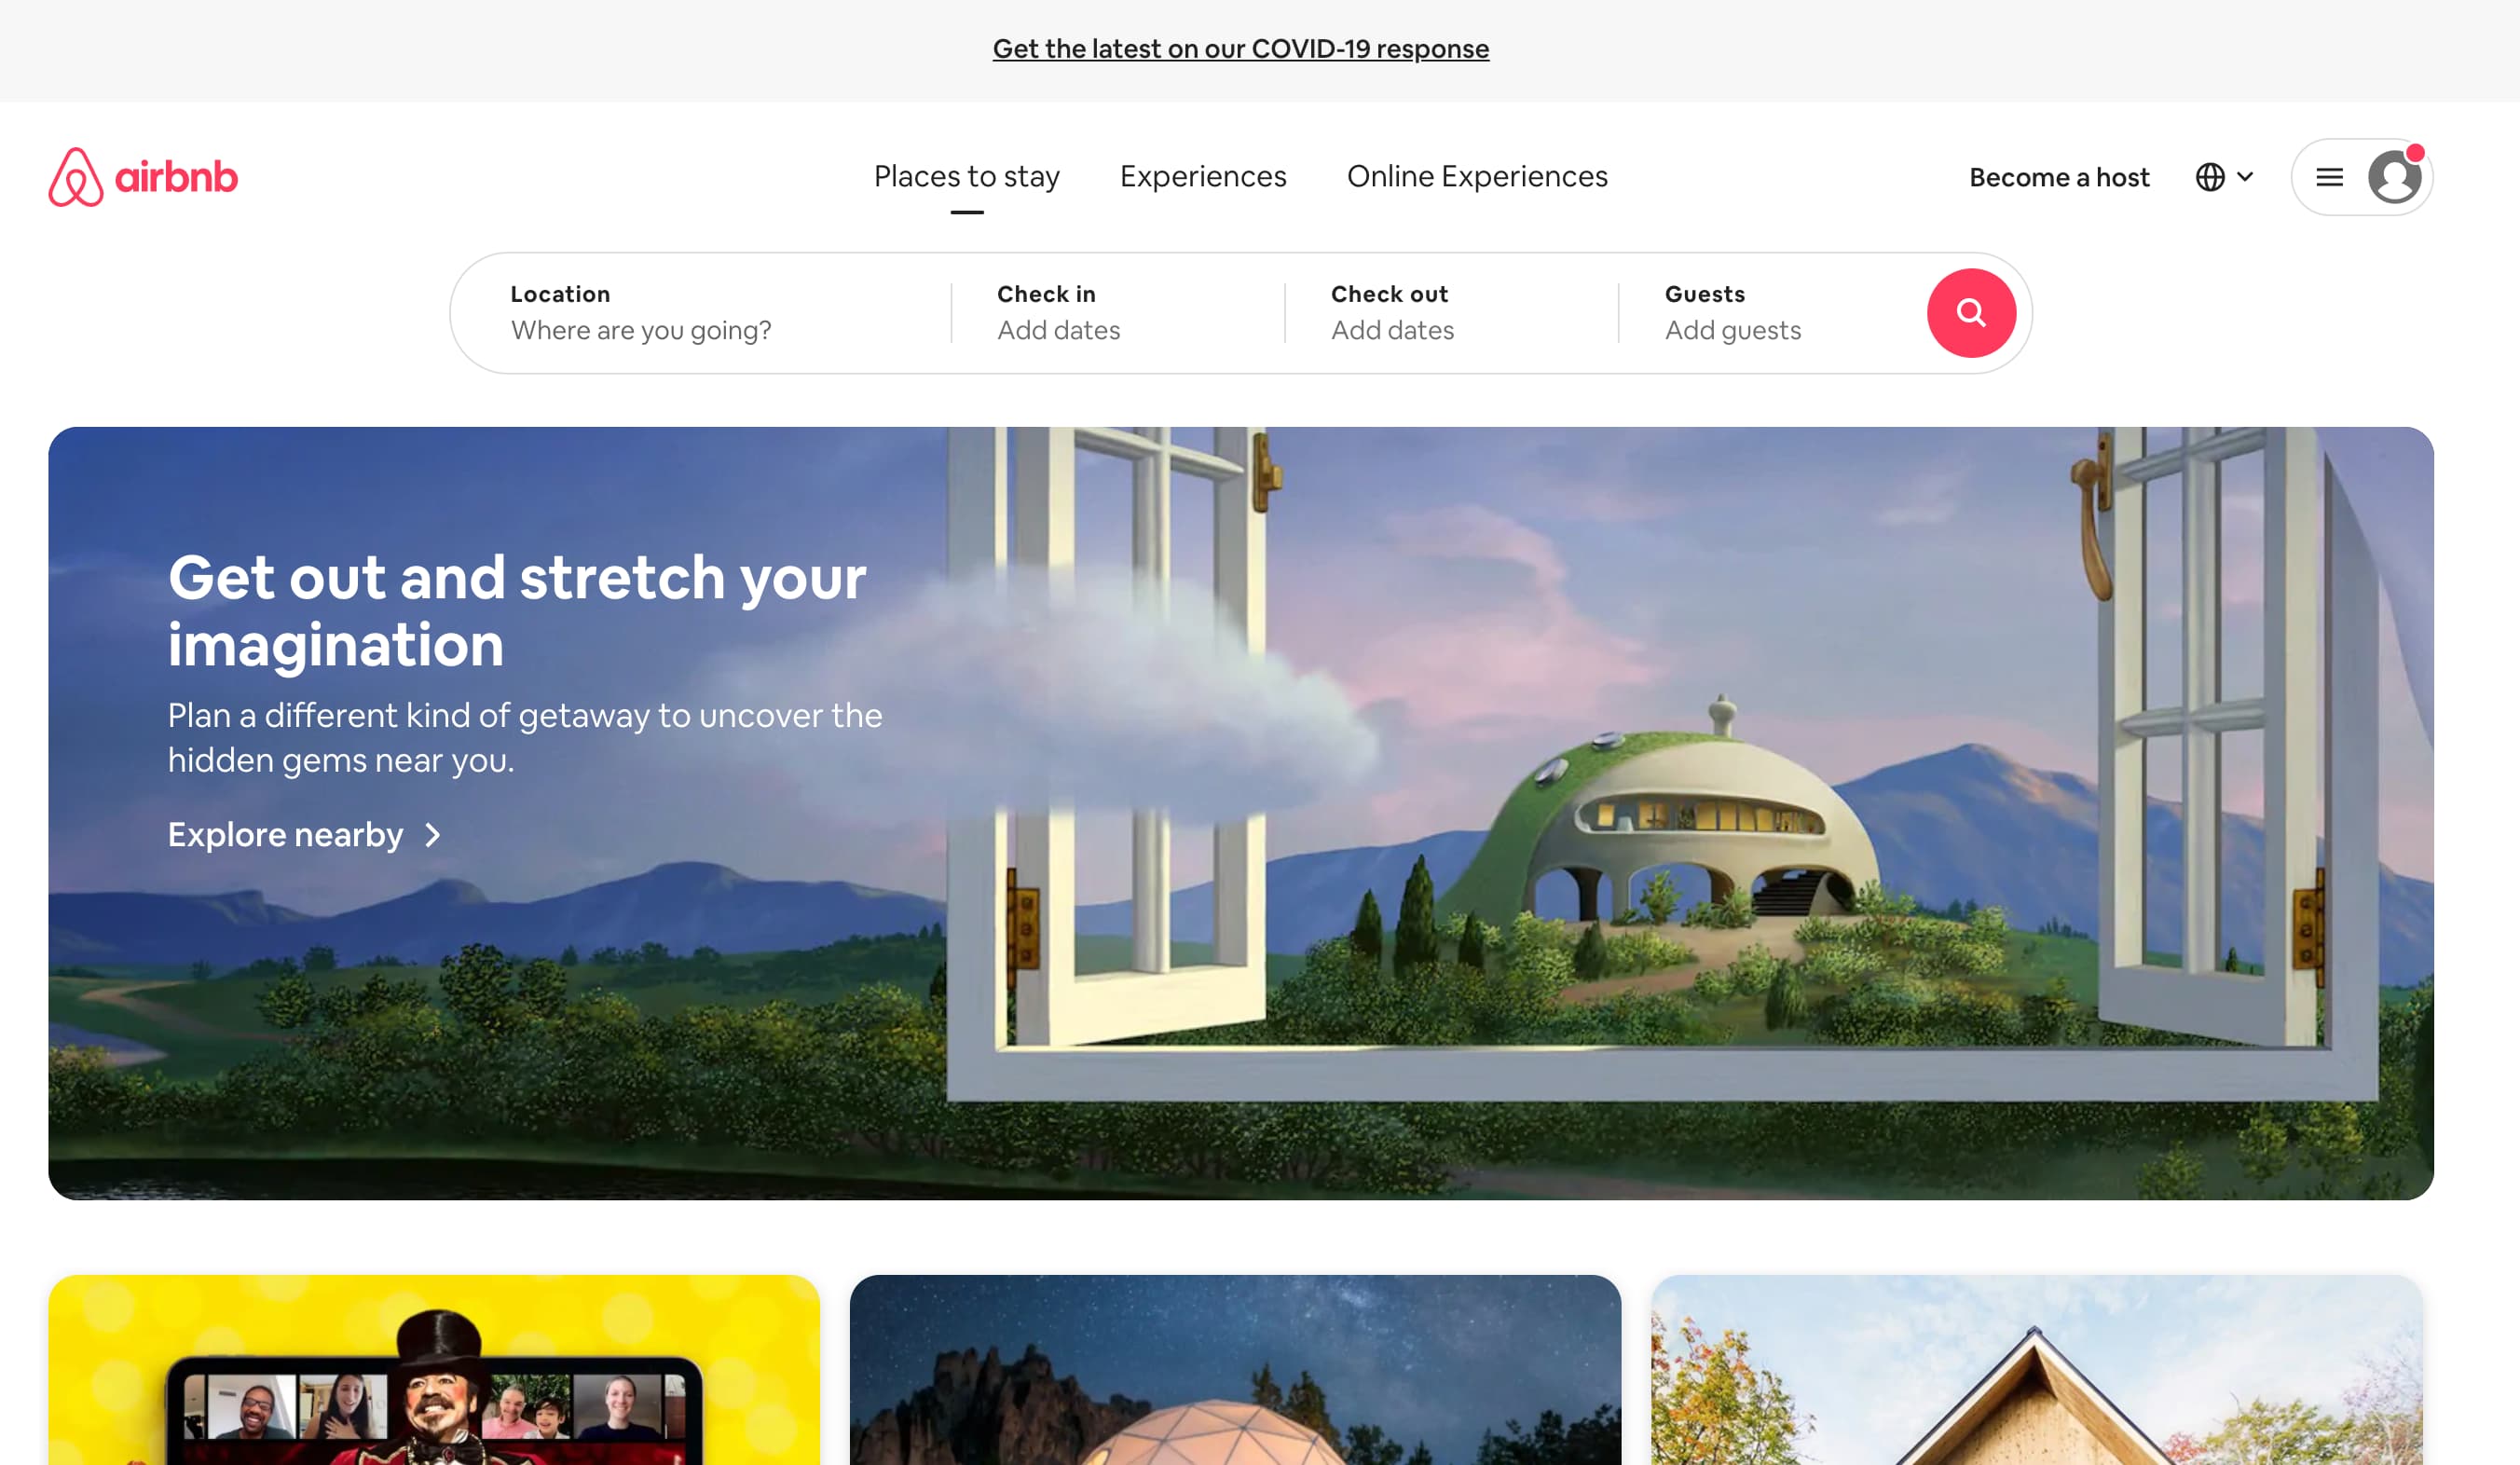 Get the latest on our COVID-19 response
airbnb
Places to stay
Experiences
Online Experiences
Become a host
Location
Where are you going?
Check in
Add dates
Check out
Add dates
Guests
Add guests
Get out and stretch your
imagination
Plan a different kind of getaway to uncover the
hidden gems near you.
Explore nearby